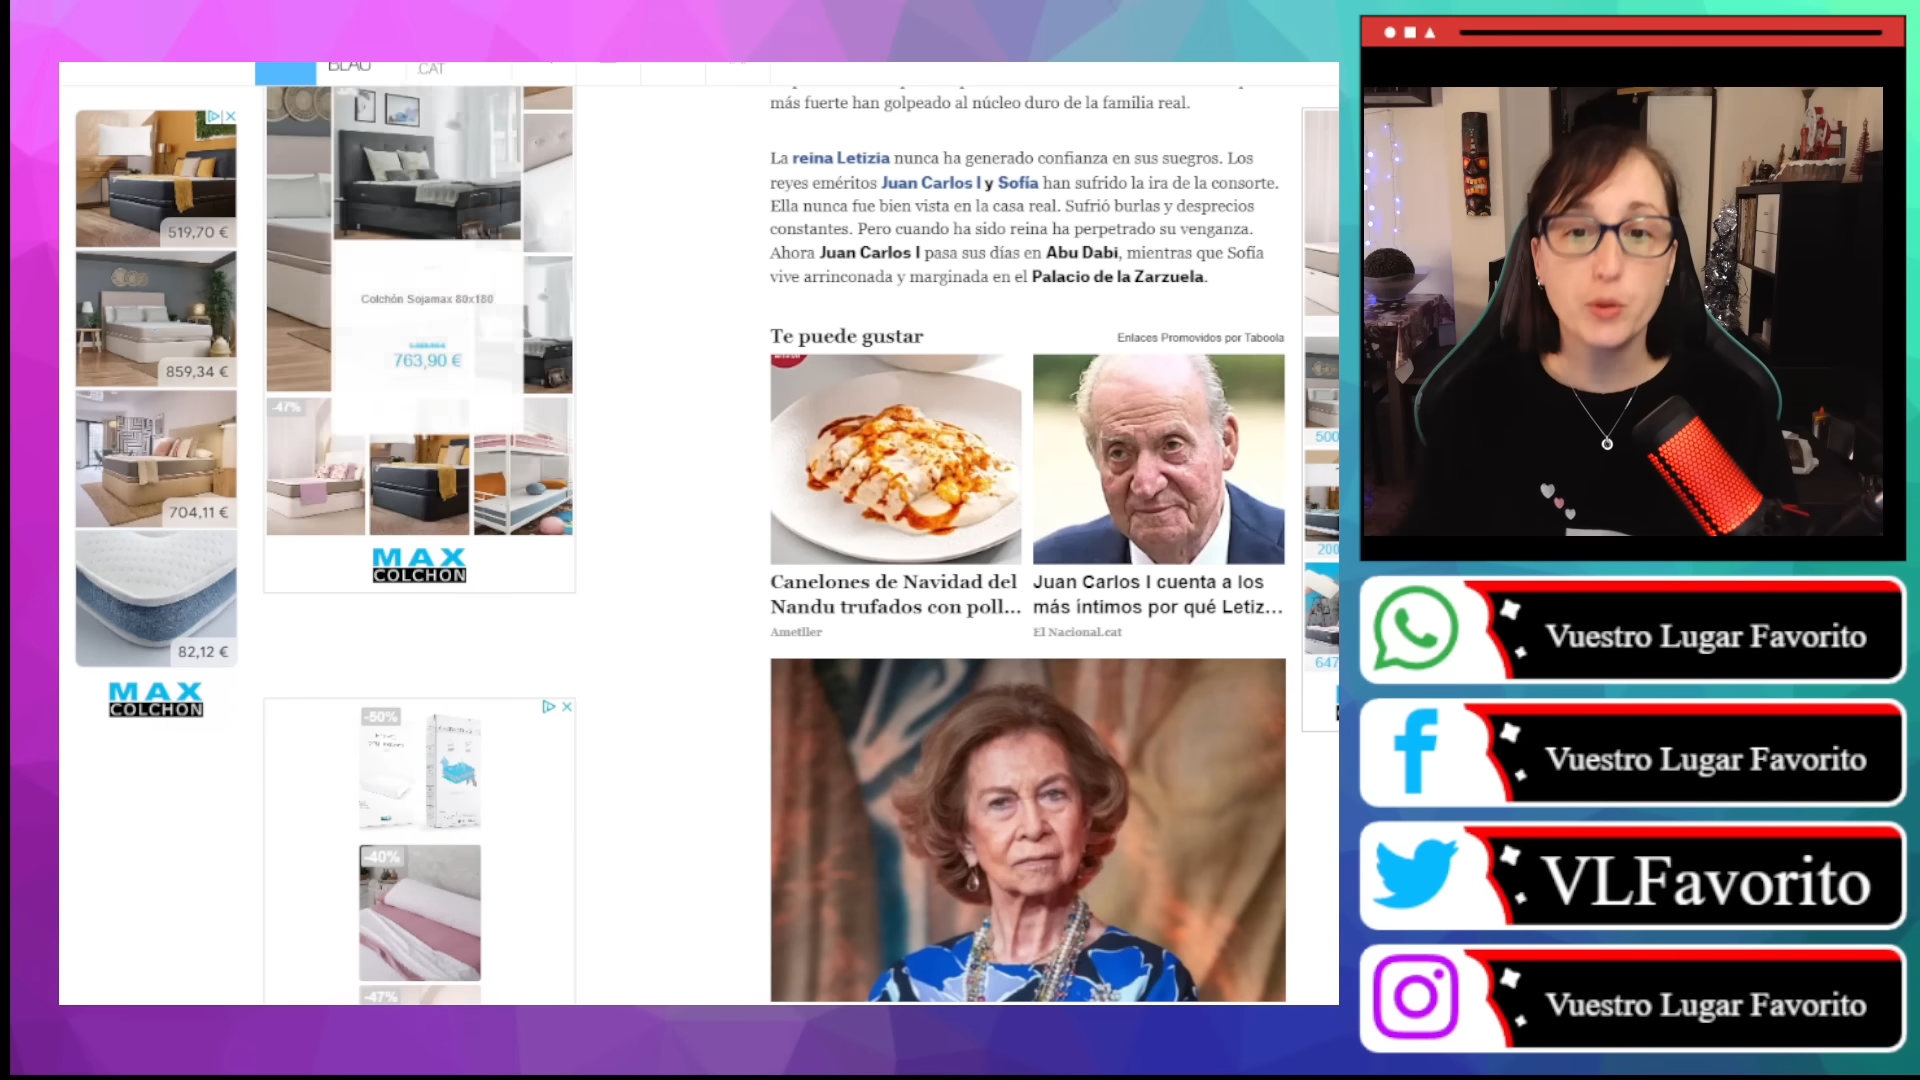 BLAU
.CAT
519,70 €
859,34 €
704,11 €
82,12 €
MAX
COLCHON
Colchón Sojamax 80x180
763,90 €
-47%
MAX
COLCHON
-50%
-40%
-47%
más fuerte han golpeado al núcleo duro de la familia real.
La reina Letizia nunca ha generado confianza en sus suegros. Los
reyes eméritos Juan Carlos I y Sofía han sufrido la ira de la consorte.
Ella nunca fue bien vista en la casa real. Sufrió burlas y desprecios
constantes. Pero cuando ha sido reina ha perpetrado su venganza.
Ahora Juan Carlos I pasa sus días en Abu Dabi, mientras que Sofía
vive arrinconada y marginada en el Palacio de la Zarzuela.
Te puede gustar
Enlaces Promovidos por Taboola
Canelones de Navidad del
Nandu trufados con poll...
Ametller
Juan Carlos I cuenta a los
más íntimos por qué Letiz...
El Nacional.cat
500
200
647
Vuestro Lugar Favorito
Vuestro Lugar Favorito
VLFavorito
Vuestro Lugar Favorito